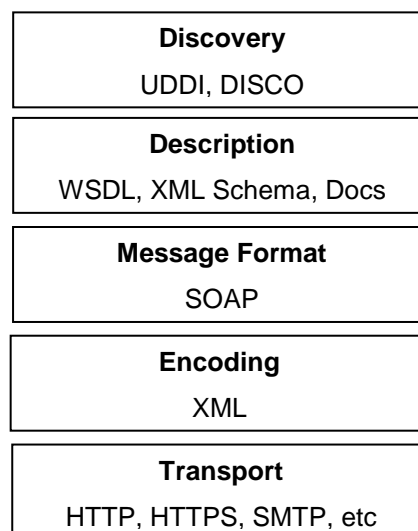 Discovery
UDDI, DISCO
Description
WSDL, XML Schema, Docs
Message Format
SOAP
Encoding
XML
Transport
HTTP, HTTPS, SMTP, etc